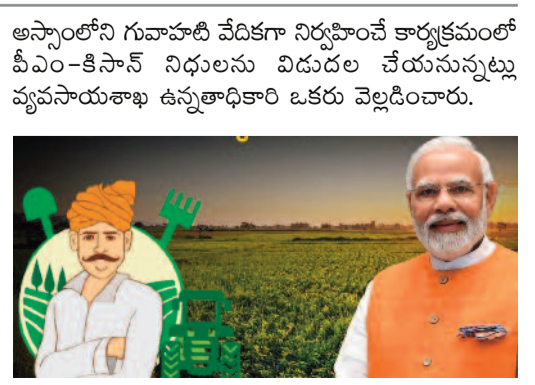 అస్సాంలోని గువాహటి వేదికగా నిర్వహించే కార్యక్రమంలో
పీఎం-కిసాన్ నిధులను విడుదల చేయనున్నట్లు
వ్యవసాయశాఖ ఉన్నతాధికారి ఒకరు వెల్లడించారు.